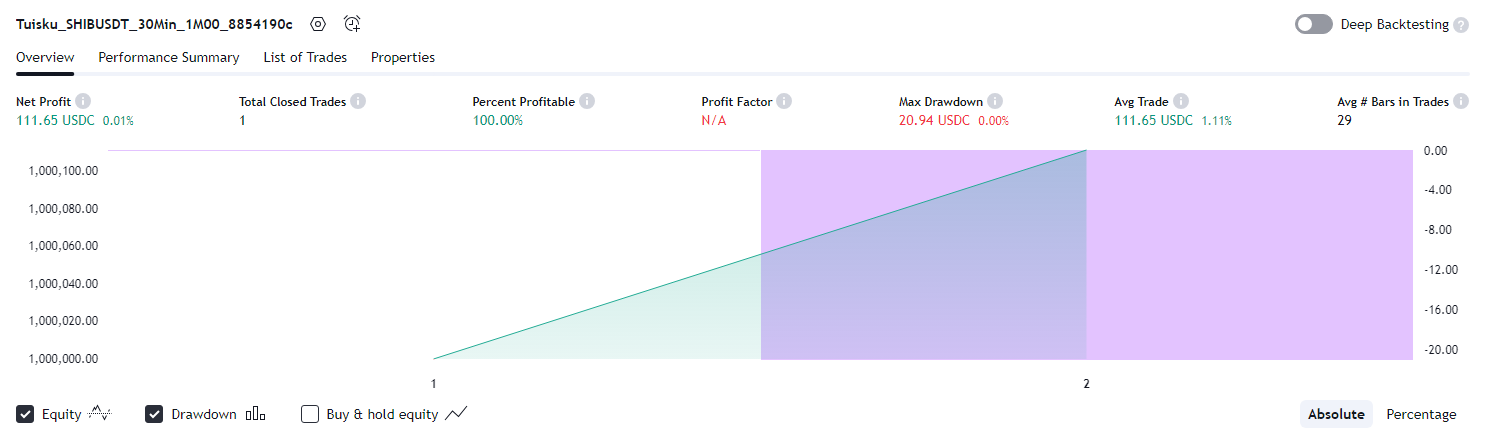 Tuisku_SHIBUSDT_30Min_1M00_8854190c
Deep Backtesting ?
Overview Performance Summary List of Trades Properties
Net Profit Total Closed Trades Percent Profitable Profit Factor Max Drawdown Avg Trade Avg # Bars in Trades
111.65 USDC 0.01% 1 100.00% N/A 20.94 USDC 0.00% 111.65 USDC 1.11% 29
0.00
1,000,100.00
-4.00
1,000,080.00
-8.00
1,000,060.00
-12.00
1,000,040.00
-16.00
1,000,020.00
-20.00
1,000,000.00
1 2
Equity Drawdown Buy & hold equity Absolute Percentage